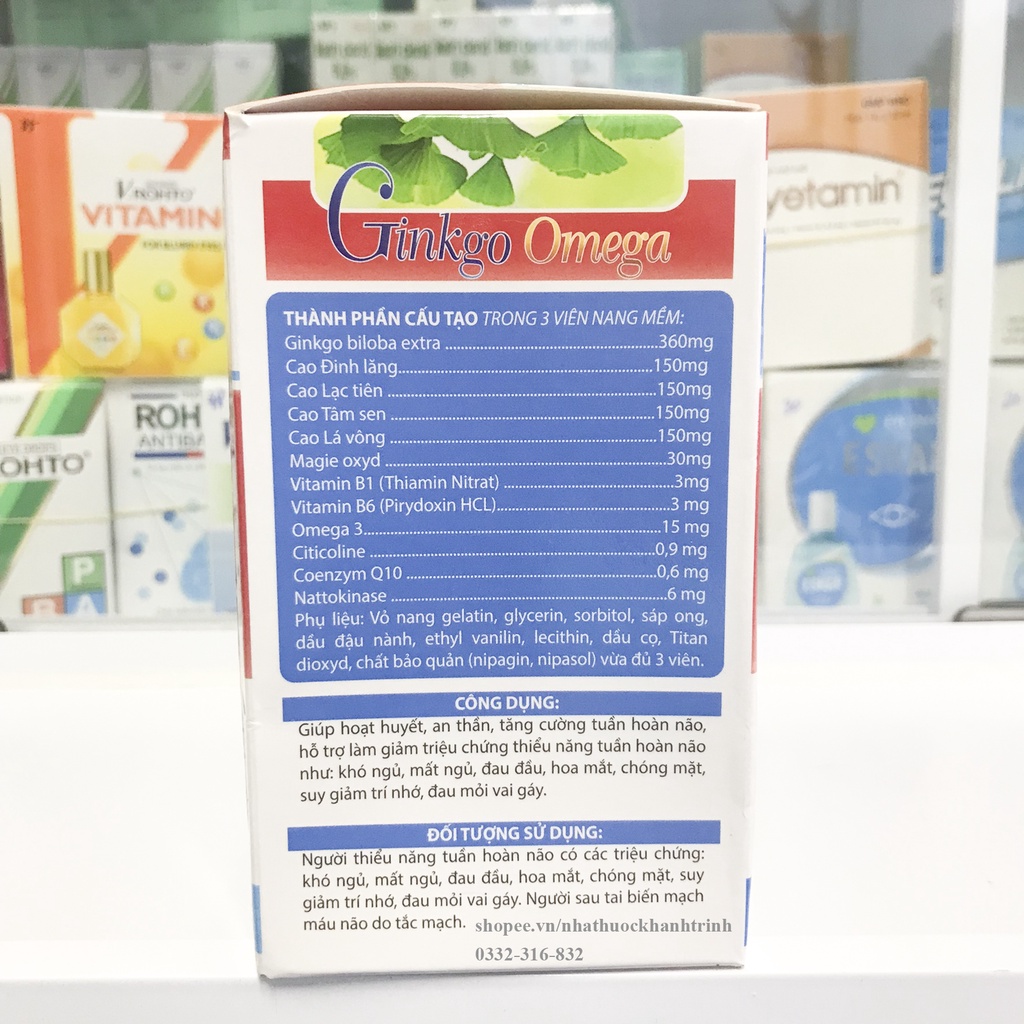 V ROHTO
VITAMIN
yetamin
ROH
ANTIBA
OHTO
Ginkgo Omega
THÀNH PHẦN CẤU TẠO TRONG 3 VIÊN NANG MỀM:
Ginkgo biloba extra ........................................360mg
Cao Đinh lăng........................................150mg
Cao Lạc tiên ........................................150mg
Cao Tâm sen ........................................150mg
Cao Lá vông ........................................150mg
Magie oxyd ........................................30mg
Vitamin B1 (Thiamin Nitrat) ........................................3mg
Vitamin B6 (Pirydoxin HCL)........................................3 mg
Omega 3........................................15 mg
Citicoline ........................................0,9 mg
Coenzym Q10 ........................................0,6 mg
Nattokinase ........................................6 mg
Phụ liệu: Vỏ nang gelatin, glycerin, sorbitol, sáp ong,
dầu đậu nành, ethyl vanilin, lecithin, dầu cọ, Titan
dioxyd, chất bảo quản (nipagin, nipasol) vừa đủ 3 viên.
CÔNG DỤNG:
Giúp hoạt huyết, an thần, tăng cường tuần hoàn não,
hỗ trợ làm giảm triệu chứng thiểu năng tuần hoàn não
như: khó ngủ, mất ngủ, đau đầu, hoa mắt, chóng mặt,
suy giảm trí nhớ, đau mỏi vai gáy.
ĐỐI TƯỢNG SỬ DỤNG:
Người thiểu năng tuần hoàn não có các triệu chứng:
khó ngủ, mất ngủ, đau đầu, hoa mắt, chóng mặt, suy
giảm trí nhớ, đau mỏi vai gáy. Người sau tai biến mạch
máu não do tắc mạch.
shopee.vn/nhathuockhanhtrinh
0332-316-832